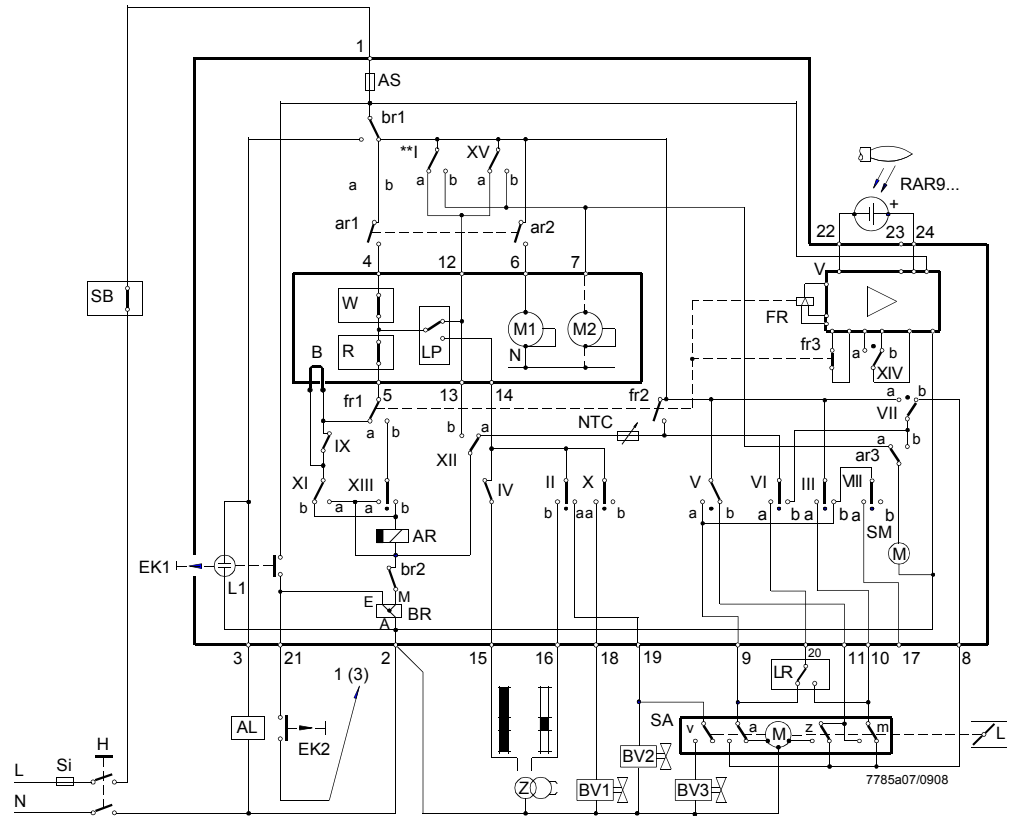 1
AS
br1
**I
XV
a
b
a
b
a
b
RAR9...
+
ar1
ar2
22
23
24
4
12
6
7
V
SB
W
R
LP
M1
M2
N
FR
fr3
a
b
XIV
B
fr1
5
13
14
fr2
a
b
VII
a
b
b
a
NTC
a
b
ar3
IX
XII
XI
XIII
IV
II
X
V
VI
III
VIII
b
a
a
b
b
a
a
b
a
b
a
b
a
b
a
b
SM
AR
M
EK1
L1
br2
E
M
BR
A
3
21
2
15
16
18
19
9
20
11
10
17
8
1 (3)
LR
AL
SA
v
a
M
z
m
L
H
EK2
BV2
L
Si
Z
BV1
BV3
7785a07/0908
N